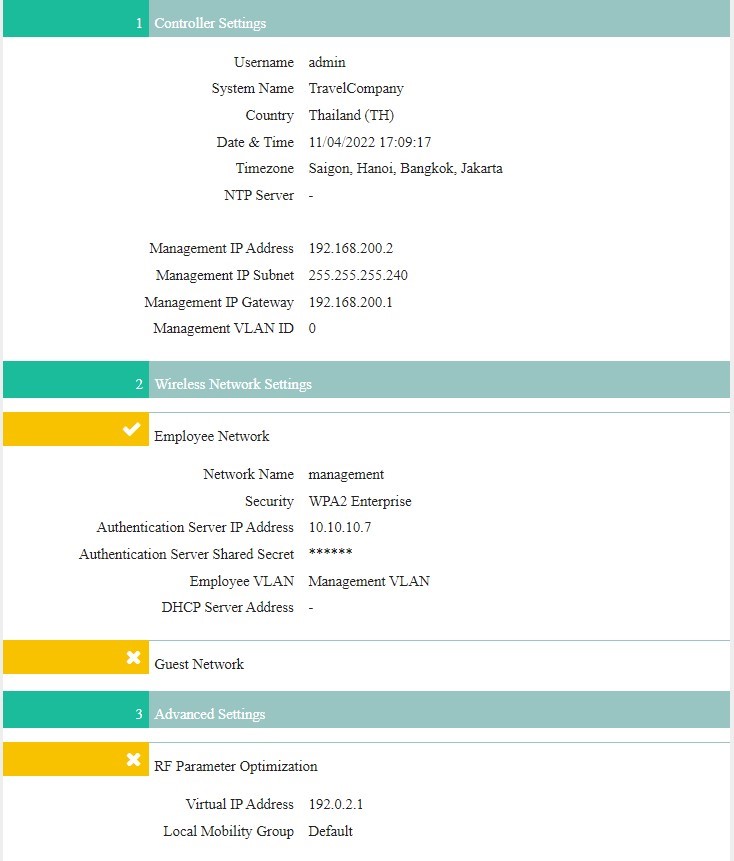 1 Controller Settings
Username admin
System Name TravelCompany
Country Thailand (TH)
Date & Time 11/04/2022 17:09:17
Timezone Saigon, Hanoi, Bangkok, Jakarta
NTP Server -
Management IP Address 192.168.200.2
Management IP Subnet 255.255.255.240
Management IP Gateway 192.168.200.1
Management VLAN ID 0
2 Wireless Network Settings
Employee Network
Network Name management
Security WPA2 Enterprise
Authentication Server IP Address 10.10.10.7
Authentication Server Shared Secret ******
Employee VLAN Management VLAN
DHCP Server Address -
Guest Network
3 Advanced Settings
RF Parameter Optimization
Virtual IP Address 192.0.2.1
Local Mobility Group Default